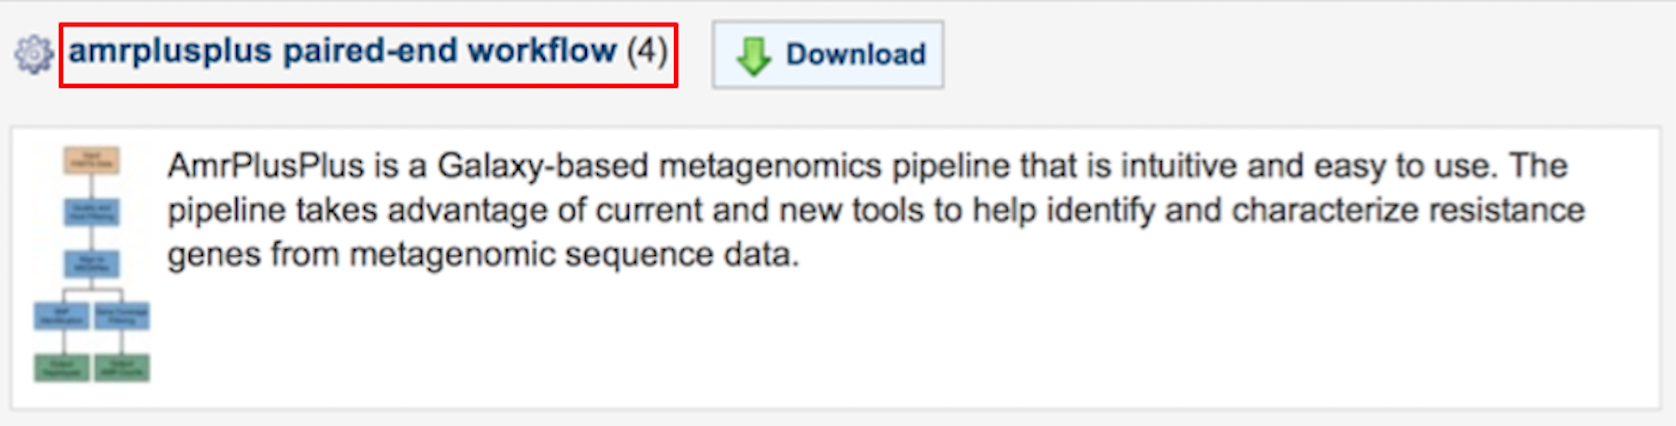 amrplusplus paired-end workflow (4)
Download
AmrPlusPlus is a Galaxy-based metagenomics pipeline that is intuitive and easy to use. The
pipeline takes advantage of current and new tools to help identify and characterize resistance
genes from metagenomic sequence data.